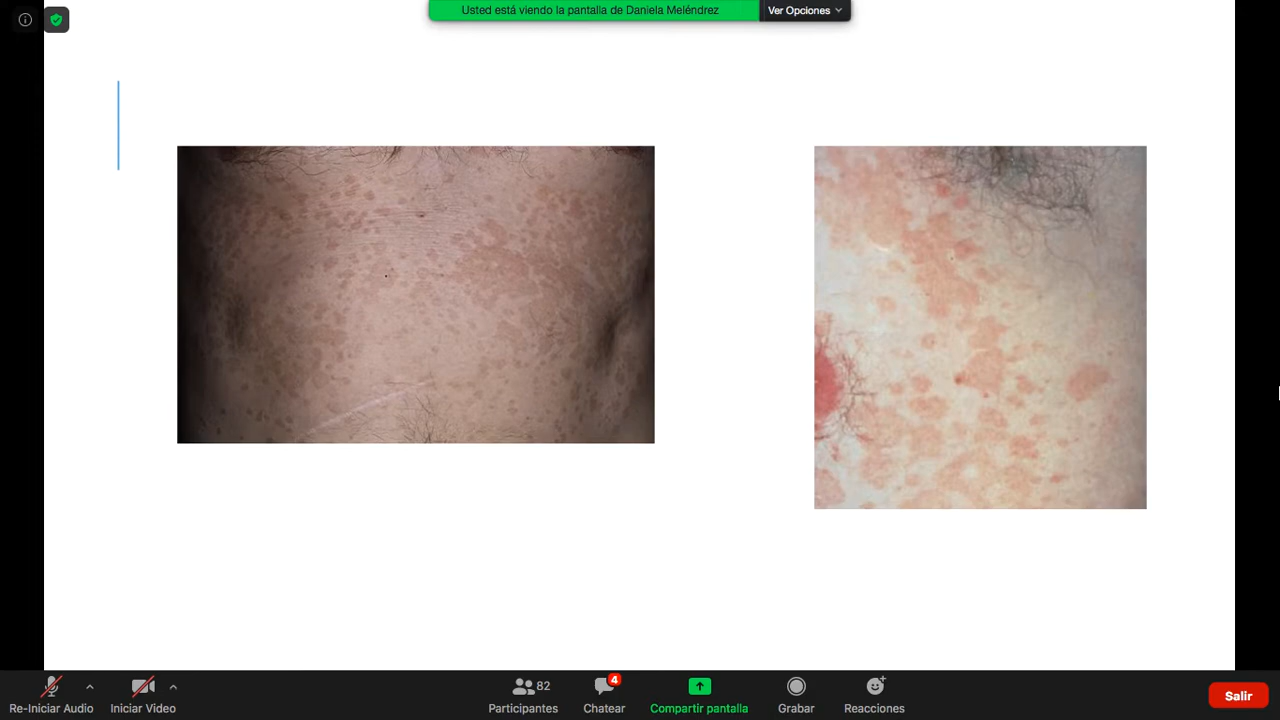 Usted está viendo la pantalla de Daniela Meléndrez
Ver Opciones
Re-Iniciar Audio
Iniciar Video
82
Participantes
4
Chatear
Compartir pantalla
Grabar
Reacciones
Salir